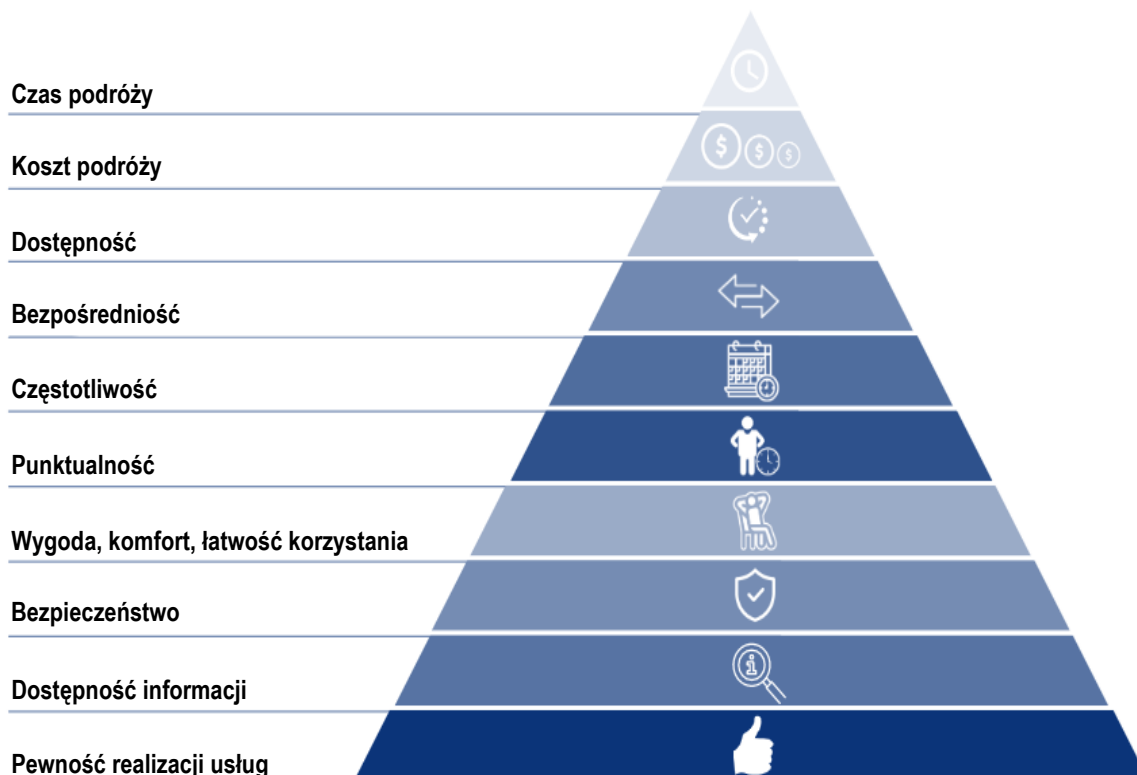 Czas podróży
Koszt podróży
Dostępność
Bezpośredniość
Częstotliwość
Punktualność
Wygoda, komfort, łatwość korzystania
Bezpieczeństwo
Dostępność informacji
Pewność realizacji usług